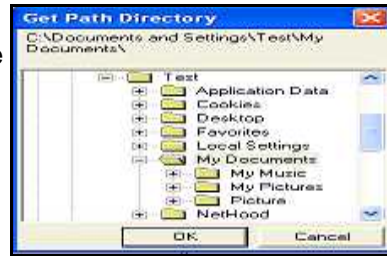 Get Path Directory
C:\Documents and Settings\Test\My
Documents\
Test
Application Data
Cookies
Desktop
Favorites
Local Settings
My Documents
My Music
My Pictures
Picture
NetHood
OK Cancel